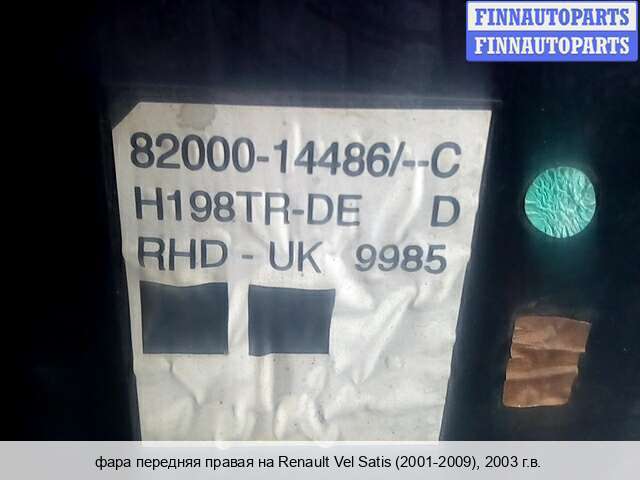 FINNAUTOPARTS
FINNAUTOPARTS
82000-14486/--C
H198TR-DE D
RHD - UK 9985
фара передняя правая на Renault Vel Satis (2001-2009), 2003 г.в.